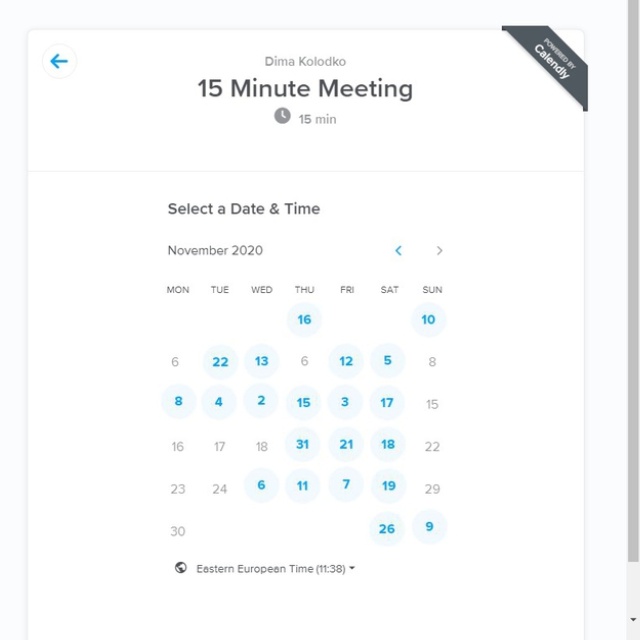 POWERED BY
Calendly
Dima Kolodko
15 Minute Meeting
15 min
Select a Date & Time
November 2020
MON TUE WED THU FRI SAT SUN
16 10
6 22 13 6 12 5 8
8 4 2 15 3 17 15
16 17 18 31 21 18 22
23 24 6 11 7 19 29
30 26 9
Eastern European Time (11:38)